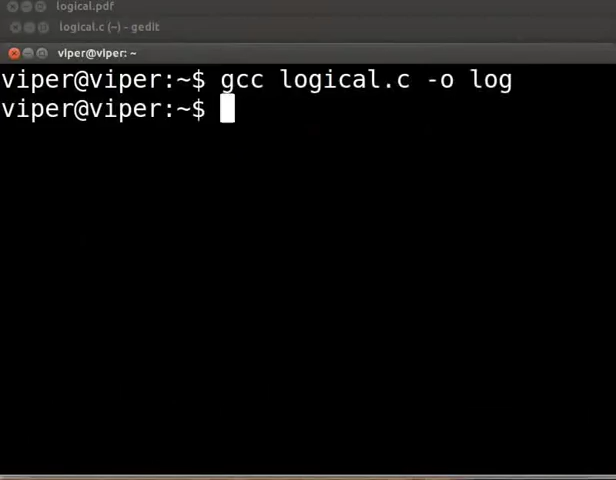 logical.pdf
logical.c (~) - gedit
viper@viper: ~
viper@viper:~$ gcc logical.c -o log
viper@viper:~$